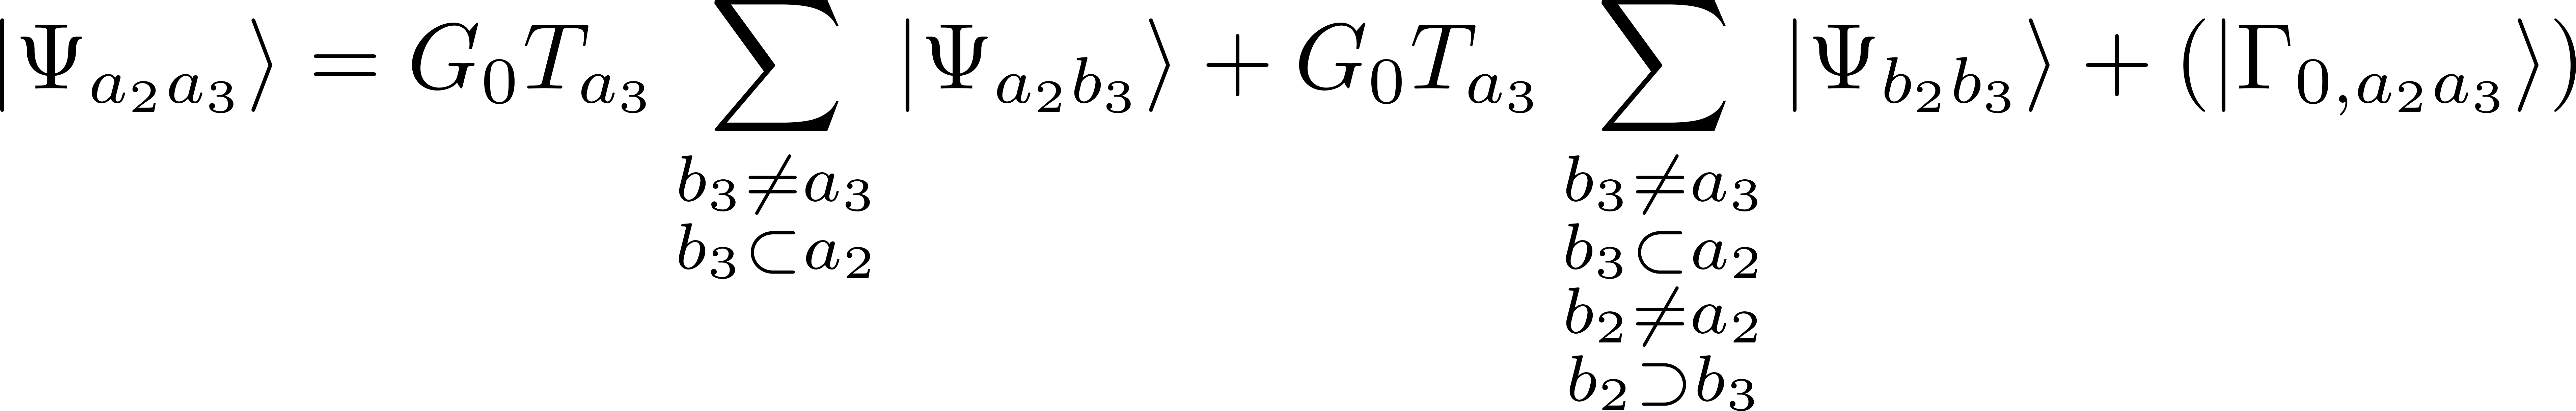 |Ψ_{a_2 a_3}⟩ = G_0 T_{a_3} ∑_{b_3≠a_3, b_3⊂a_2} |Ψ_{a_2 b_3}⟩ + G_0 T_{a_3} ∑_{b_3≠a_3, b_3⊂a_2, b_2≠a_2, b_2⊃b_3} |Ψ_{b_2 b_3}⟩ + (|Γ_{0,a_2 a_3}⟩)